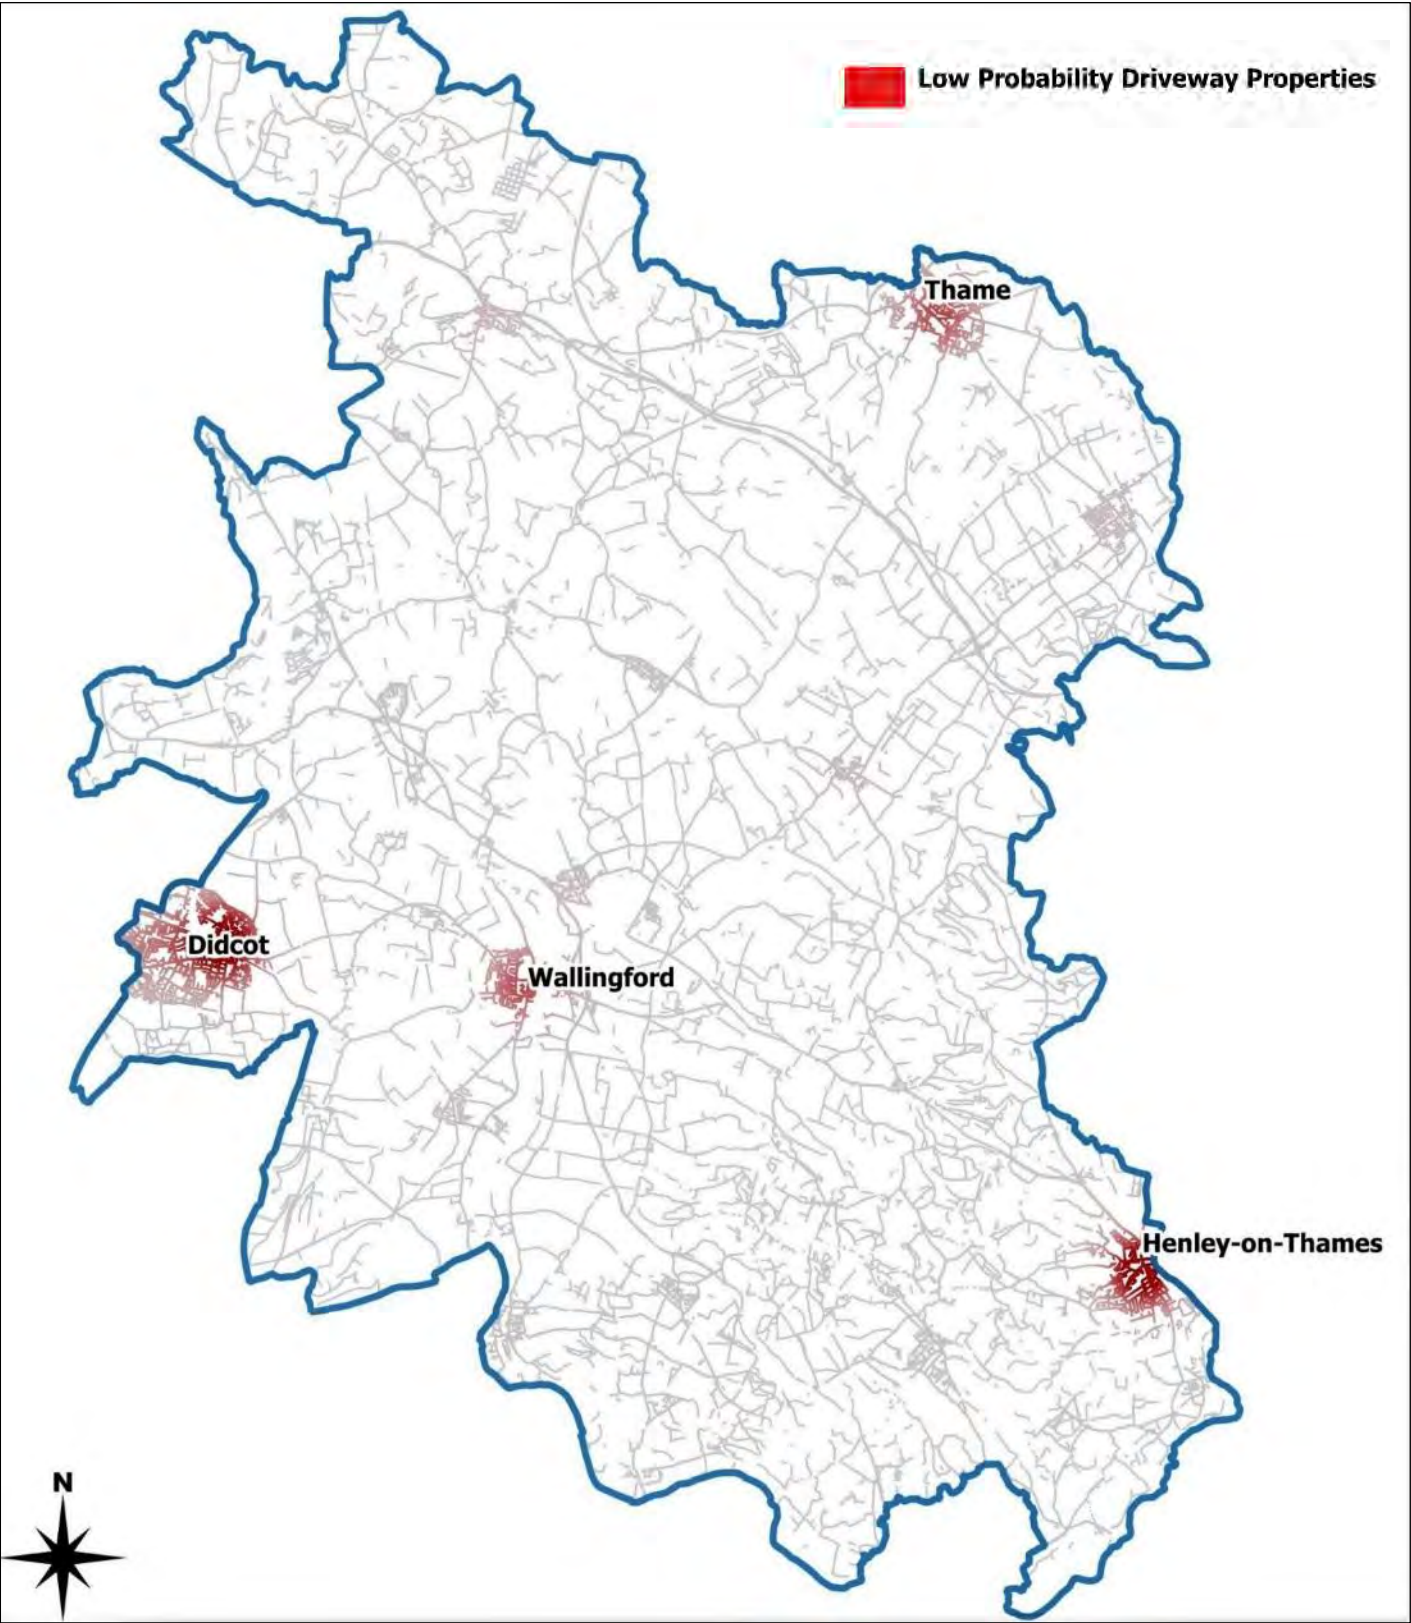 Low Probability Driveway Properties
Thame
Didcot
Wallingford
Henley-on-Thames
N